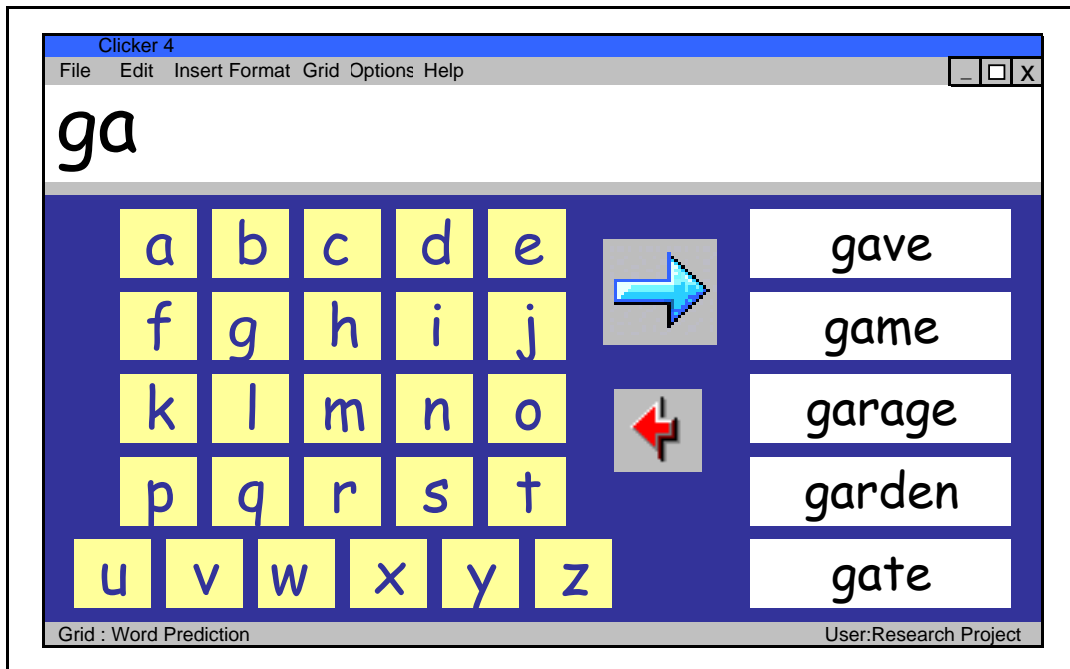 Clicker 4
File Edit Insert Format Grid Options Help
_ X
ga
a b c d e gave
f g h i j game
k l m n o garage
p q r s t garden
u v w x y z gate
Grid : Word Prediction User:Research Project